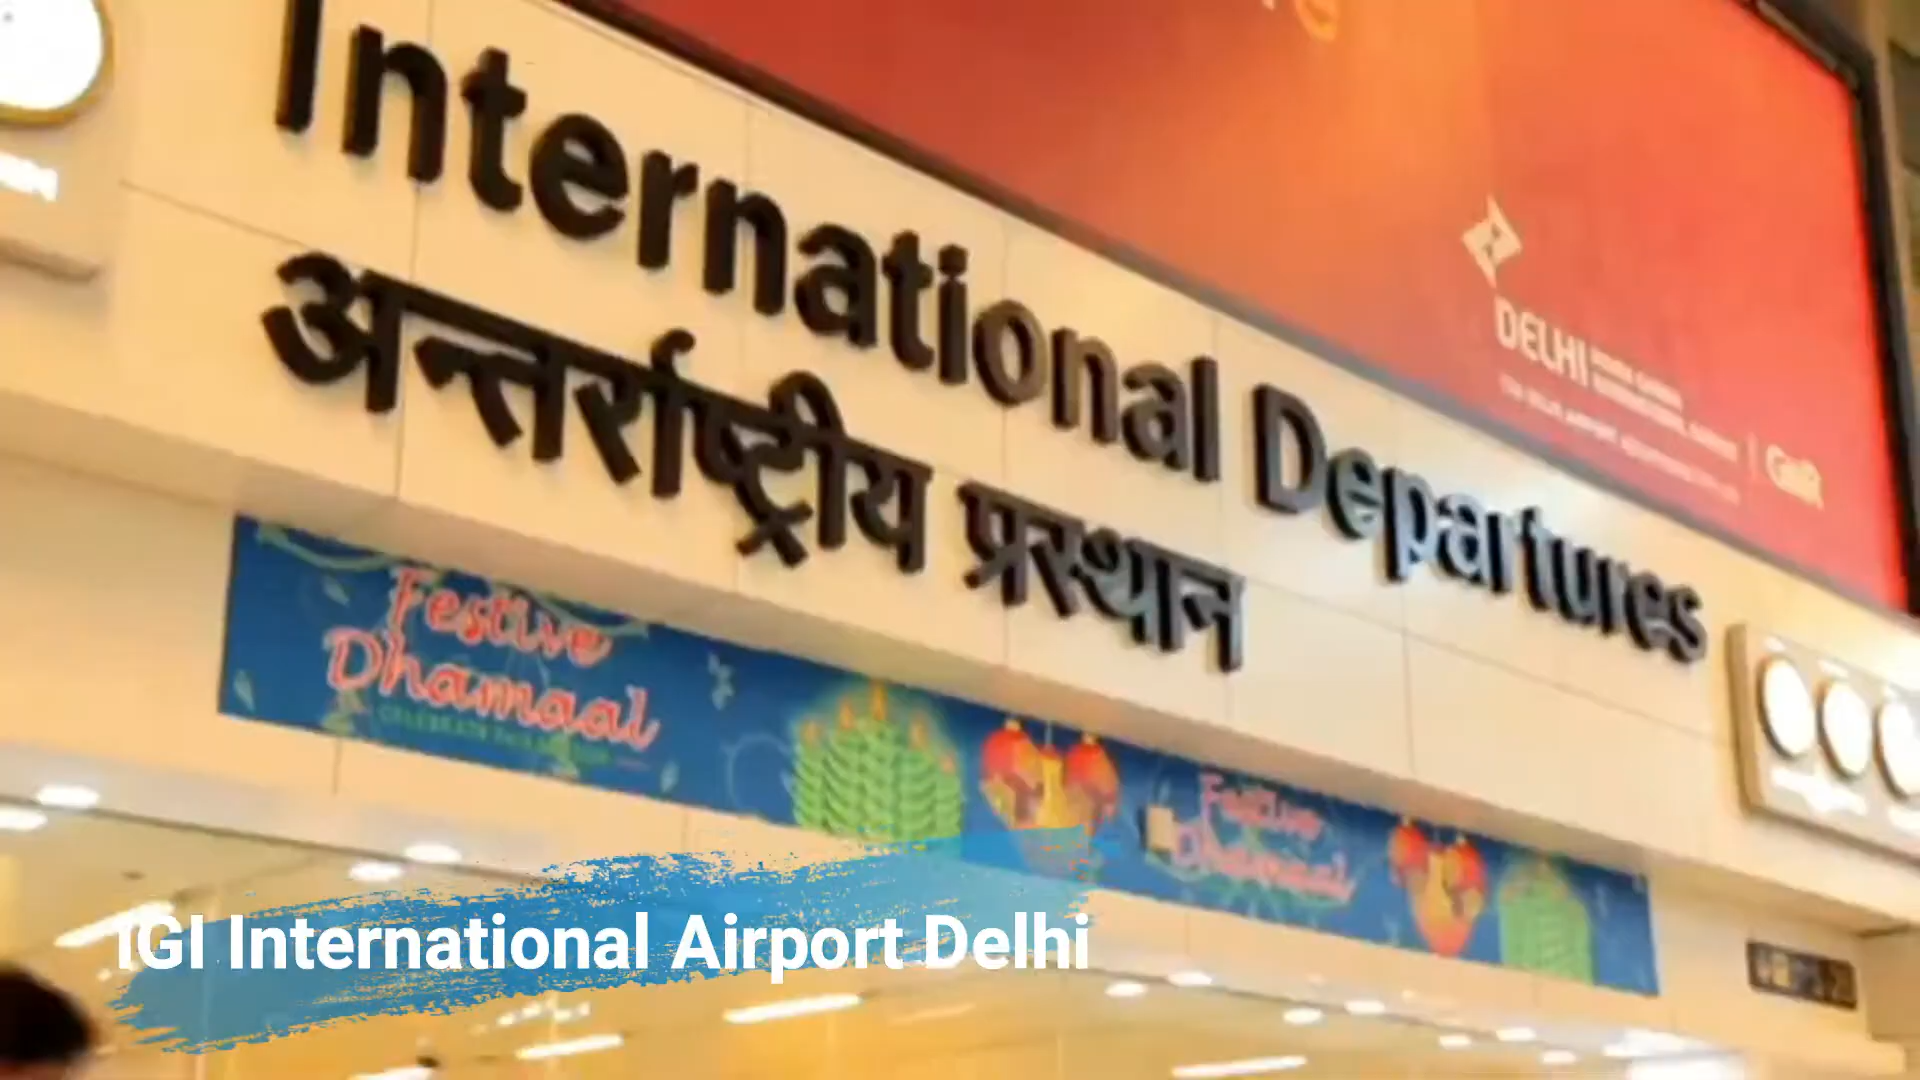 International Departures
अन्तर्राष्ट्रीय प्रस्थान
DELHI
GMR
Festive
Dhamaal
Festive
Dhamaal
IGI International Airport Delhi